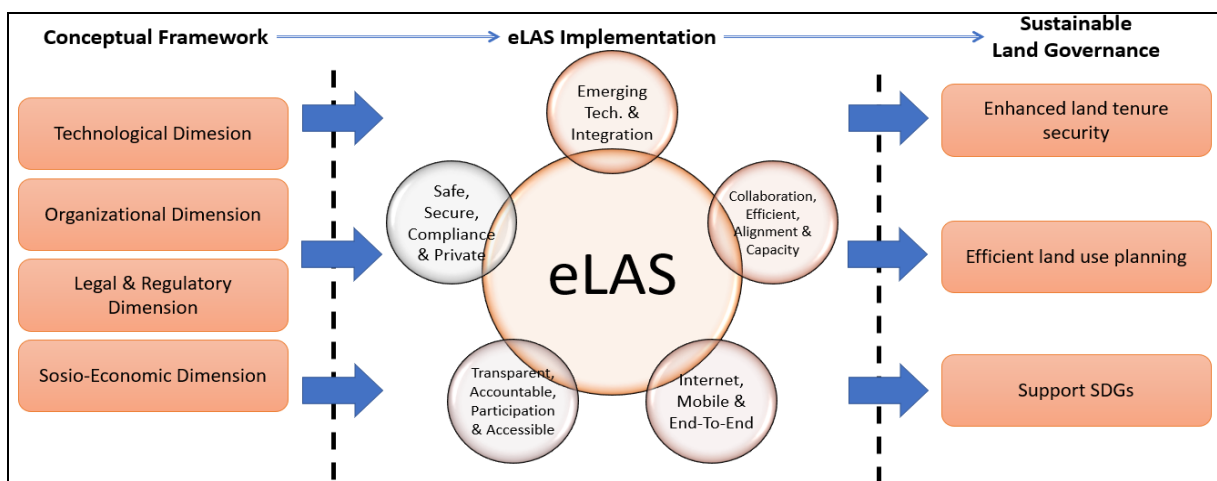 Conceptual Framework
eLAS Implementation
Sustainable
Land Governance
Technological Dimesion
Organizational Dimension
Legal & Regulatory
Dimension
Sosio-Economic Dimension
Emerging
Tech. &
Integration
Safe,
Secure,
Compliance
& Private
Collaboration,
Efficient,
Alignment &
Capacity
eLAS
Transparent,
Accountable,
Participation
& Accessible
Internet,
Mobile &
End-To-End
Enhanced land tenure
security
Efficient land use planning
Support SDGs